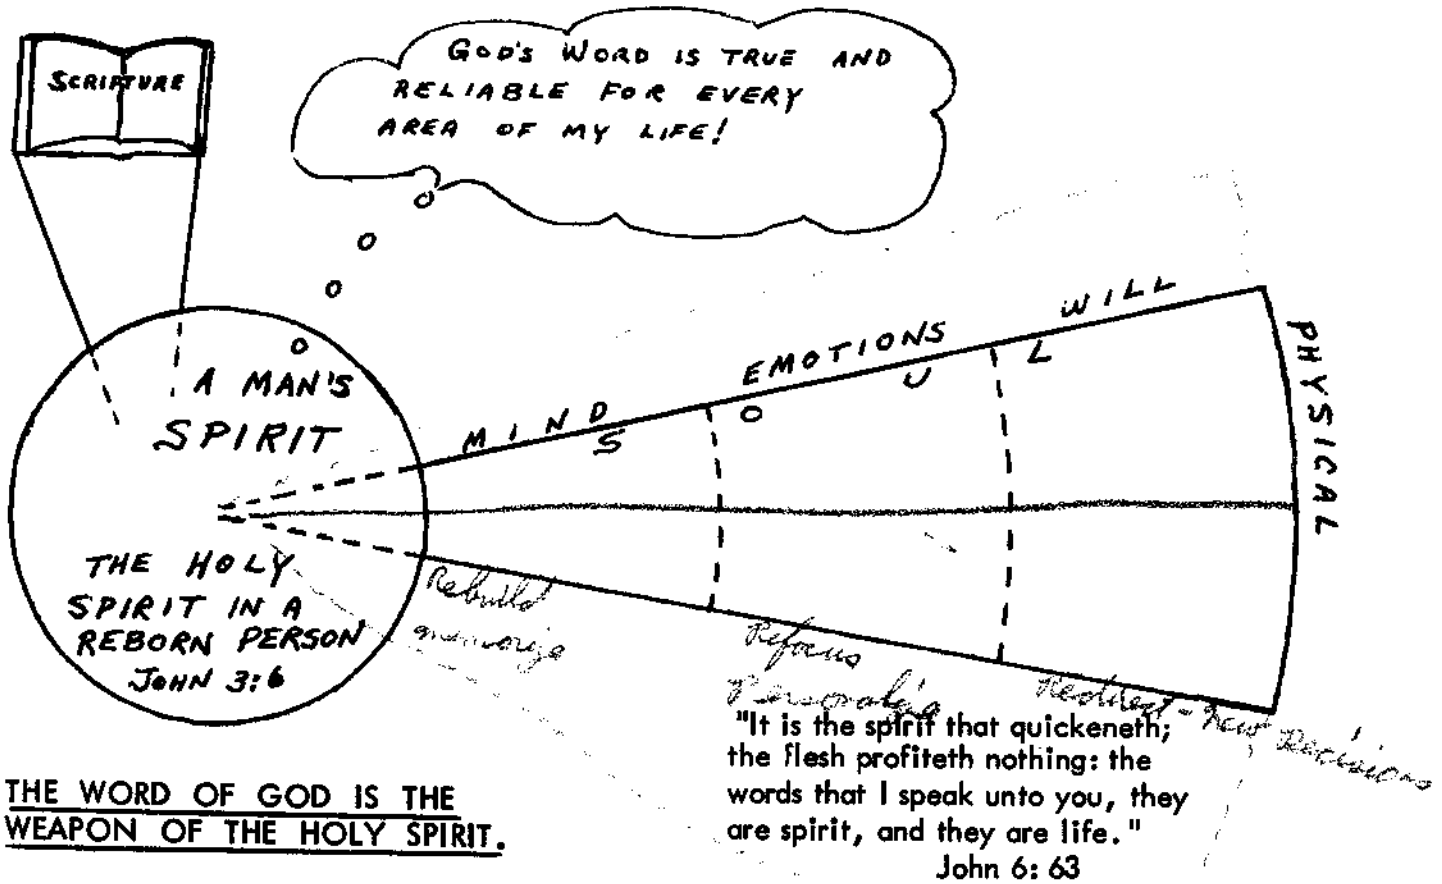 SCRIPTURE
GOD'S WORD IS TRUE AND
RELIABLE FOR EVERY
AREA OF MY LIFE!
A MAN'S
SPIRIT
THE HOLY
SPIRIT IN A
REBORN PERSON
JOHN 3:6
MIND
EMOTIONS
WILL
SOUL
PHYSICAL
Rebuild
memorize
Refocus
Personalize
Redirect - New Decisions
THE WORD OF GOD IS THE
WEAPON OF THE HOLY SPIRIT.
"It is the spirit that quickeneth;
the flesh profiteth nothing: the
words that I speak unto you, they
are spirit, and they are life."
John 6: 63